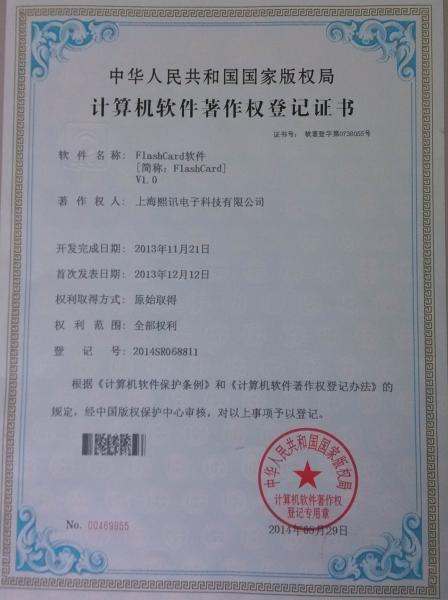 中华人民共和国国家版权局
计算机软件著作权登记证书
证书号： 软著登字第0738055号
软件名称： FlashCard软件
[简称：FlashCard]
V1.0
著作权人： 上海熙讯电子科技有限公司
开发完成日期： 2013年11月21日
首次发表日期： 2013年12月12日
权利取得方式： 原始取得
权利范围： 全部权利
登记号： 2014SR068811
根据《计算机软件保护条例》和《计算机软件著作权登记办法》的
规定，经中国版权保护中心审核，对以上事项予以登记。
中华人民共和国国家版权局
计算机软件著作权
登记专用章
No. 00469855
2014年05月29日